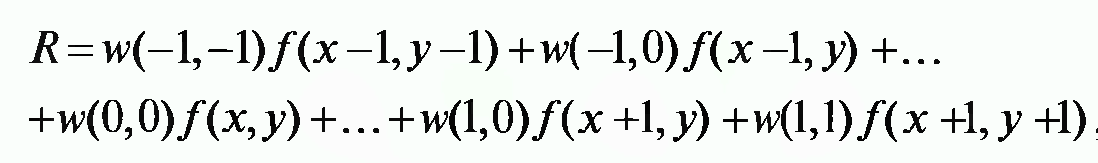 R=w(−1,−1)f(x−1,y−1)+w(−1,0)f(x−1,y)+...
+w(0,0)f(x,y)+...+w(1,0)f(x+1,y)+w(1,1)f(x+1,y+1),